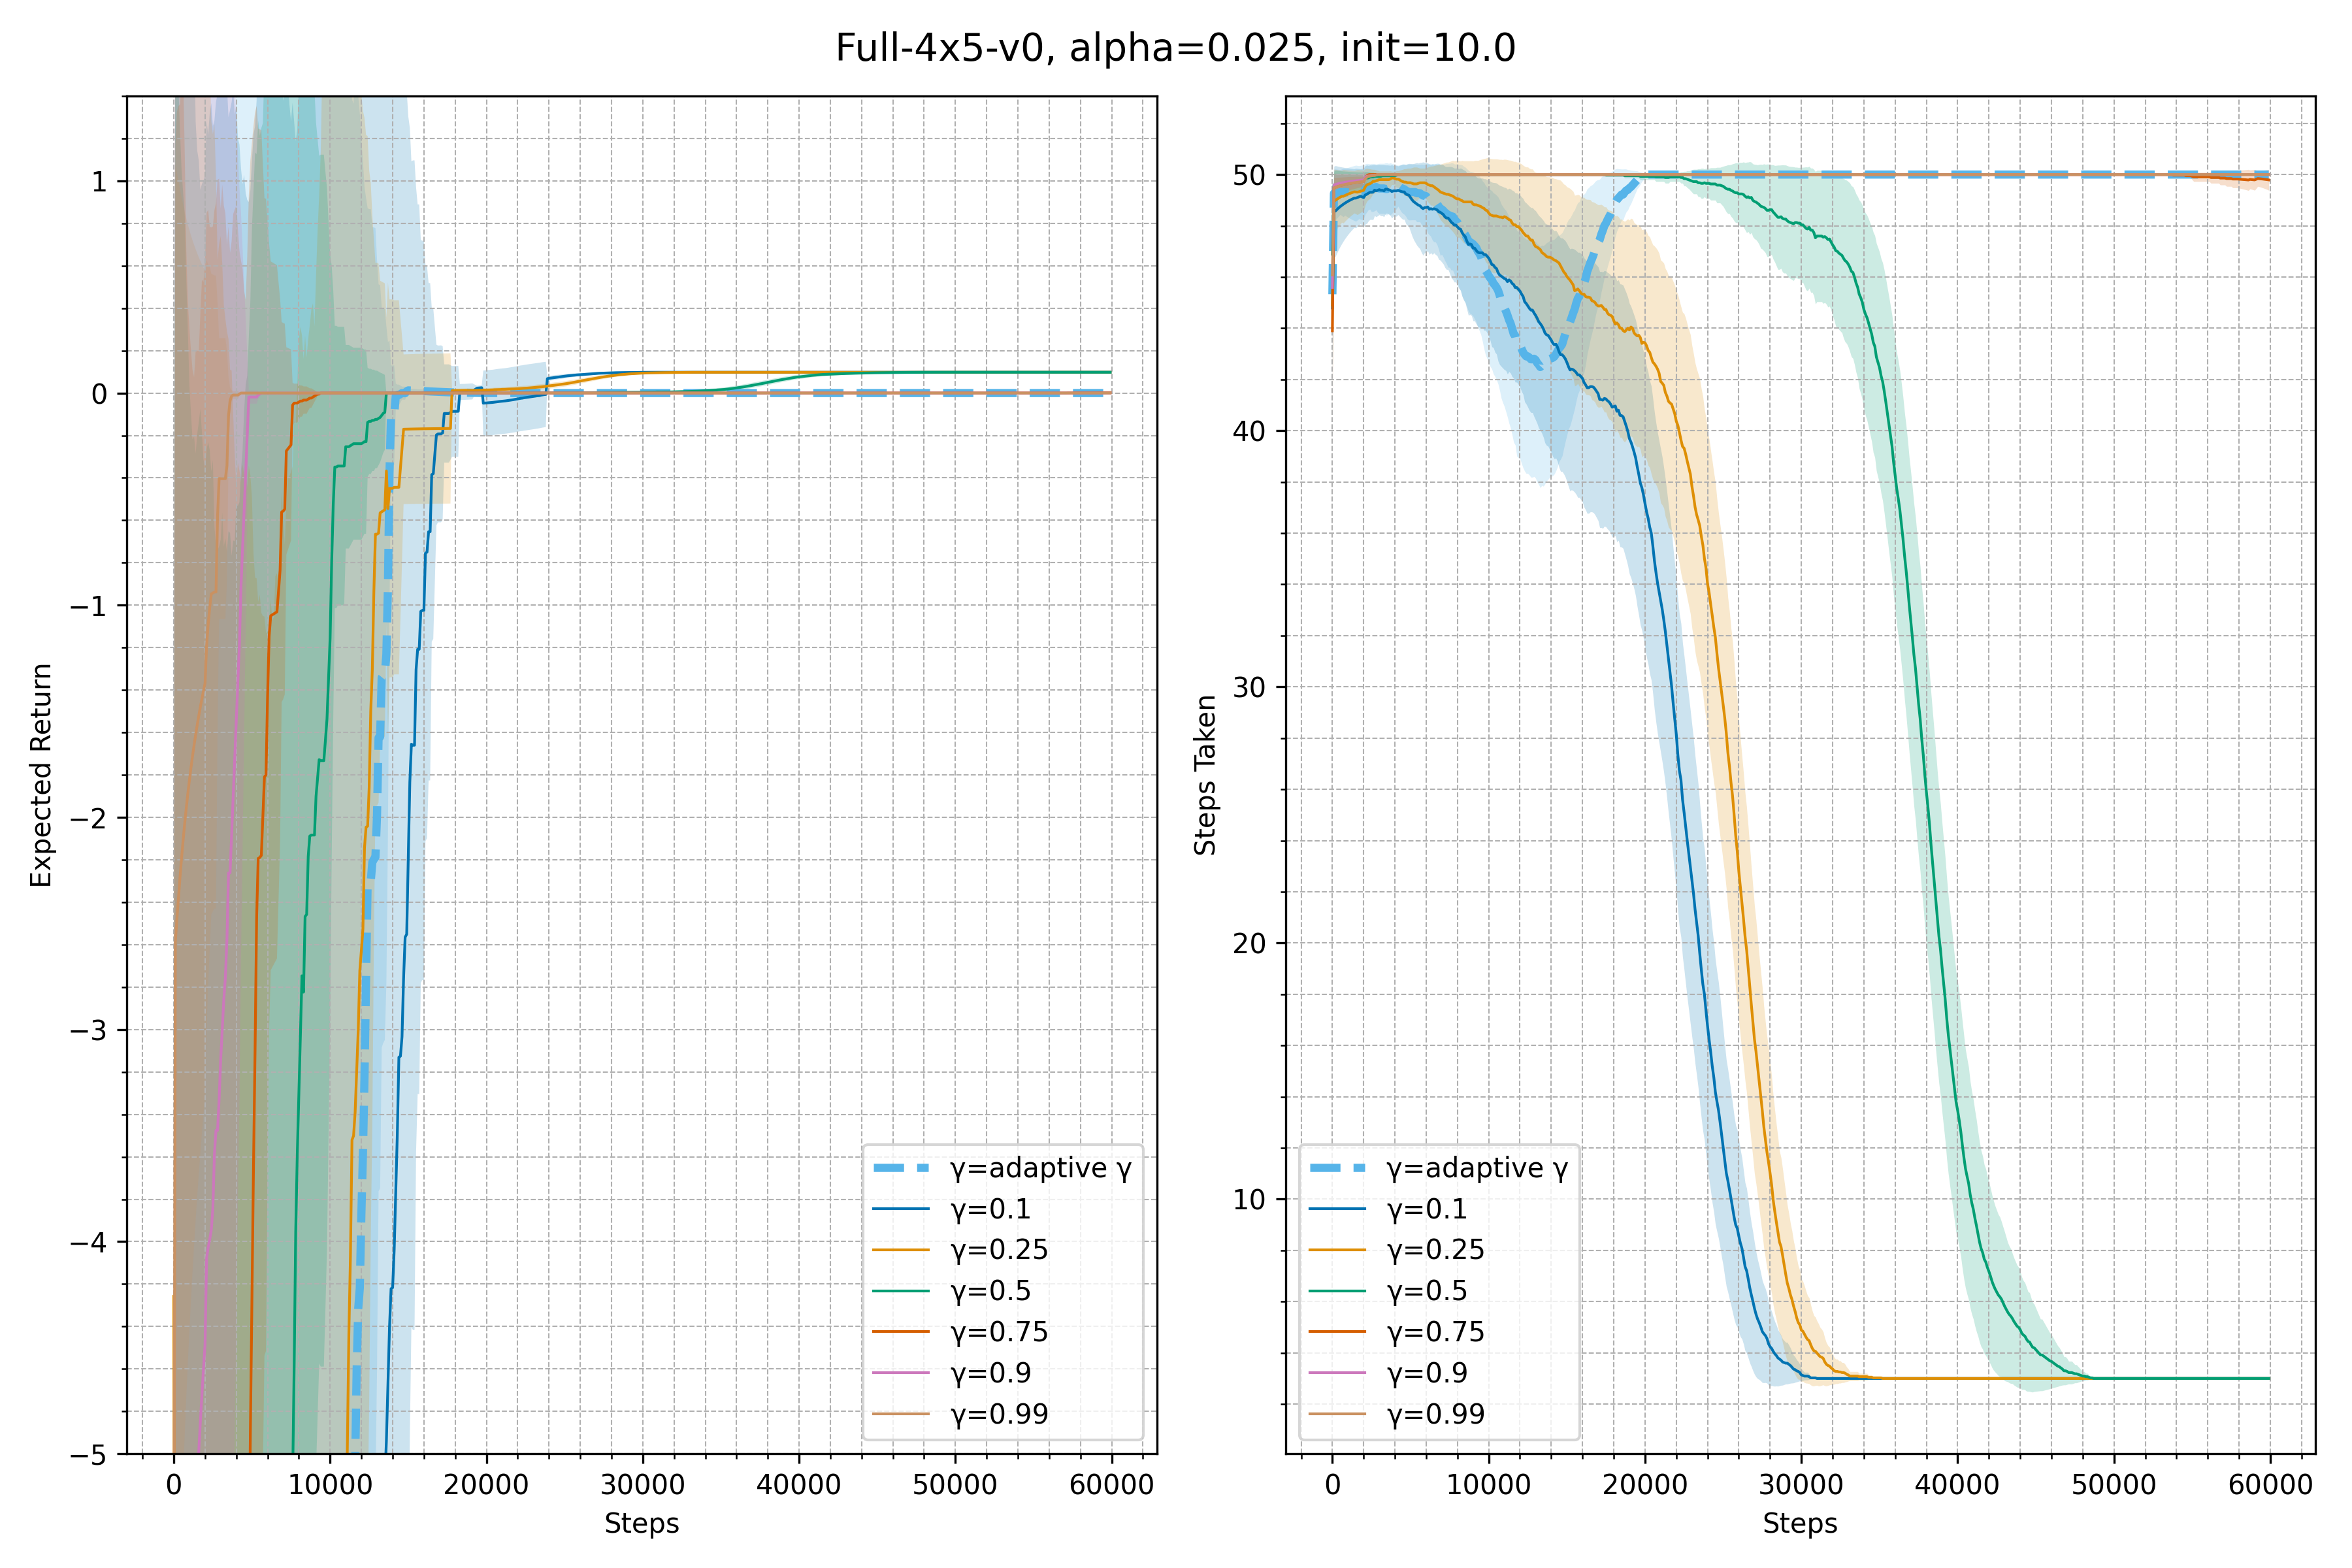 Full-4x5-v0, alpha=0.025, init=10.0
Expected Return
1
0
−1
−2
−3
−4
−5
0 10000 20000 30000 40000 50000 60000
Steps
γ=adaptive γ
γ=0.1
γ=0.25
γ=0.5
γ=0.75
γ=0.9
γ=0.99
Steps Taken
50
40
30
20
10
0 10000 20000 30000 40000 50000 60000
Steps
γ=adaptive γ
γ=0.1
γ=0.25
γ=0.5
γ=0.75
γ=0.9
γ=0.99